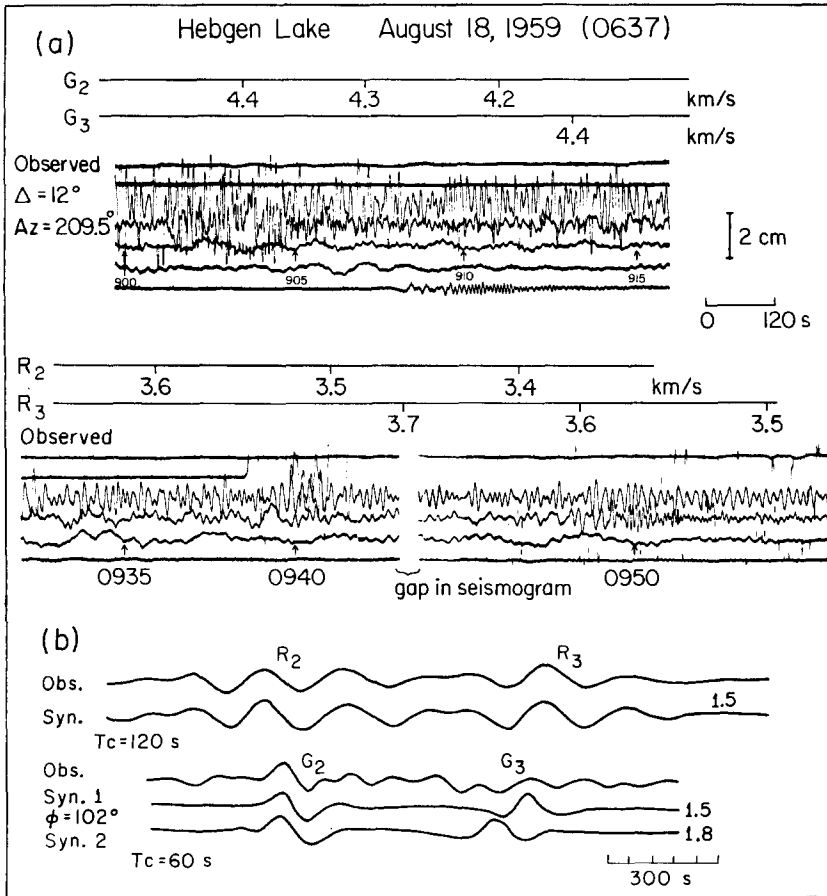 (a)
Hebgen Lake August 18, 1959 (0637)
G2
4.4 4.3 4.2 km/s
G3
4.4 km/s
Observed
Δ = 12°
Az = 209.5°
2 cm
900 905 910 915
0 120 s
R2
3.6 3.5 3.4 km/s
R3
3.7 3.6 3.5
Observed
0935 0940 gap in seismogram 0950
(b)
R2 R3
Obs.
Syn. 1.5
Tc=120 s
Obs. G2 G3
Syn. 1 1.5
φ=102°
Syn. 2 1.8
Tc=60 s
300 s